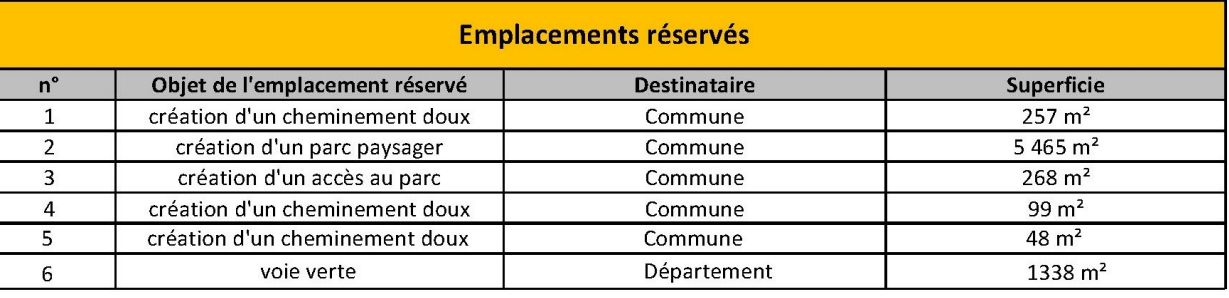 Emplacements réservés
n° Objet de l'emplacement réservé Destinataire Superficie
1 création d'un cheminement doux Commune 257 m²
2 création d'un parc paysager Commune 5 465 m²
3 création d'un accès au parc Commune 268 m²
4 création d'un cheminement doux Commune 99 m²
5 création d'un cheminement doux Commune 48 m²
6 voie verte Département 1338 m²